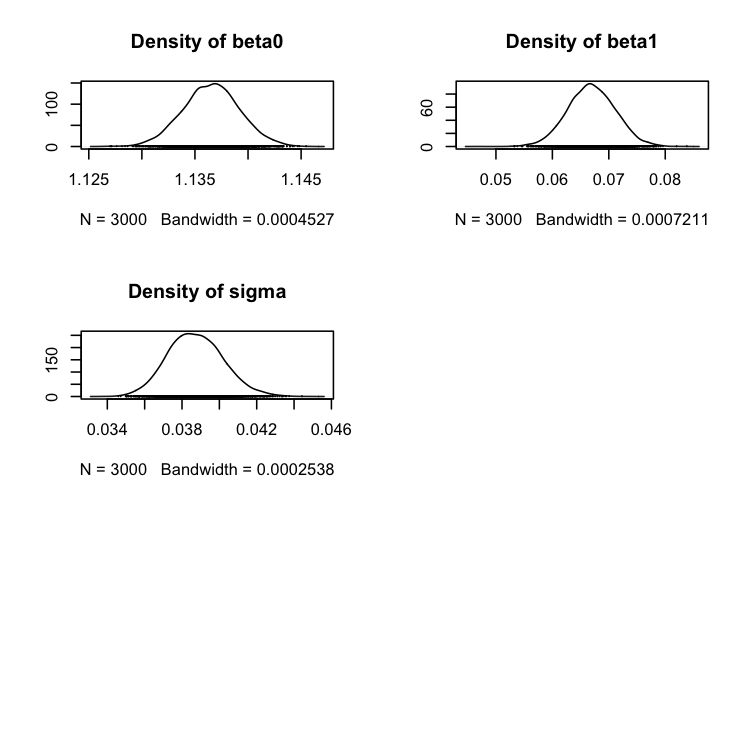 Density of beta0
100
0
1.125 1.135 1.145
N = 3000 Bandwidth = 0.0004527
Density of beta1
60
0
0.05 0.06 0.07 0.08
N = 3000 Bandwidth = 0.0007211
Density of sigma
150
0
0.034 0.038 0.042 0.046
N = 3000 Bandwidth = 0.0002538